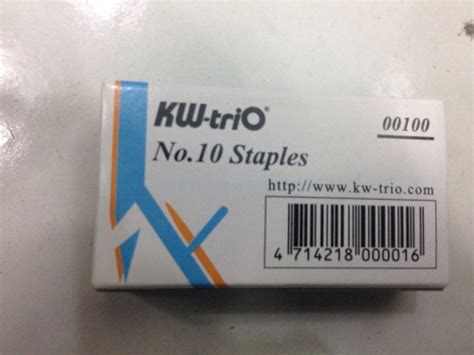 KW-triO®
00100
No.10 Staples
http://www.kw-trio.com
4 714218 000016